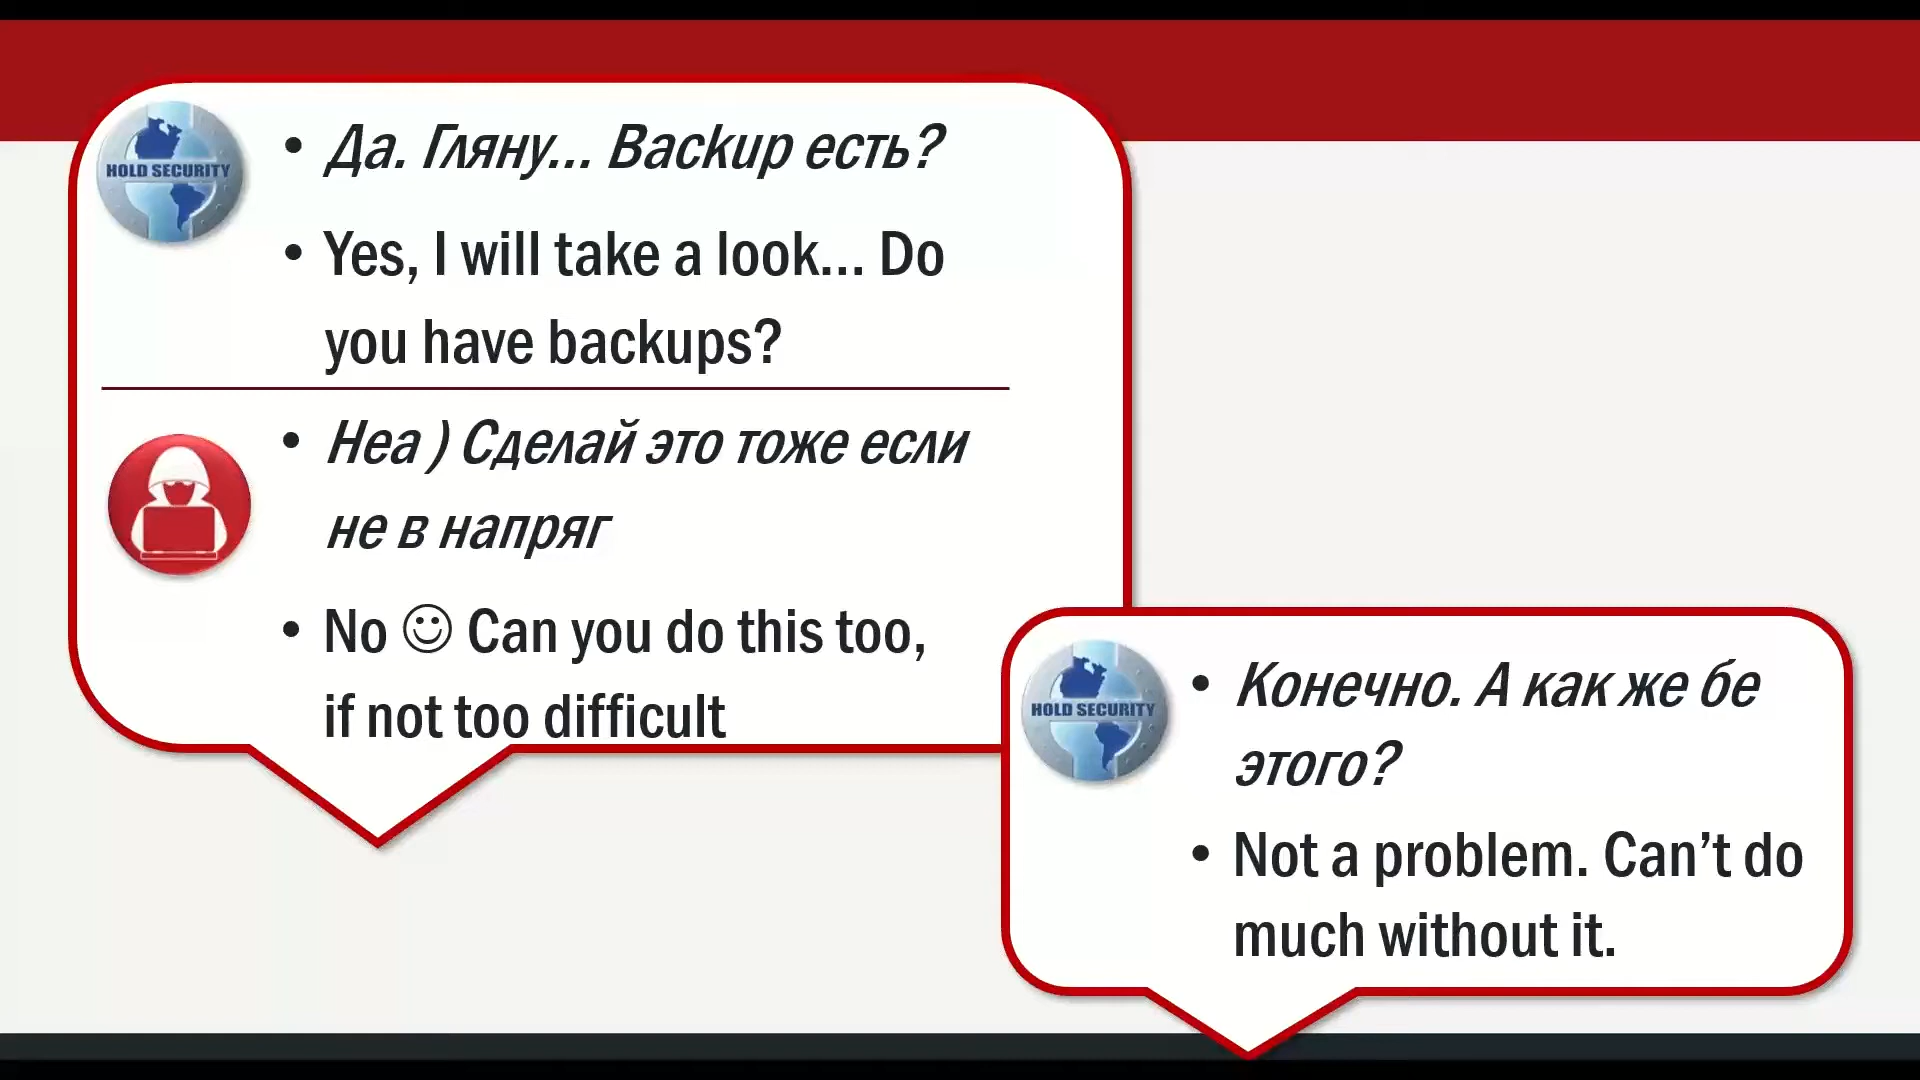 HOLD SECURITY
• Да. Гляну... Backup есть?
• Yes, I will take a look... Do
you have backups?
• Неа ) Сделай это тоже если
не в напряг
• No ☺ Can you do this too,
if not too difficult
HOLD SECURITY
• Конечно. А как же бе
этого?
• Not a problem. Can’t do
much without it.